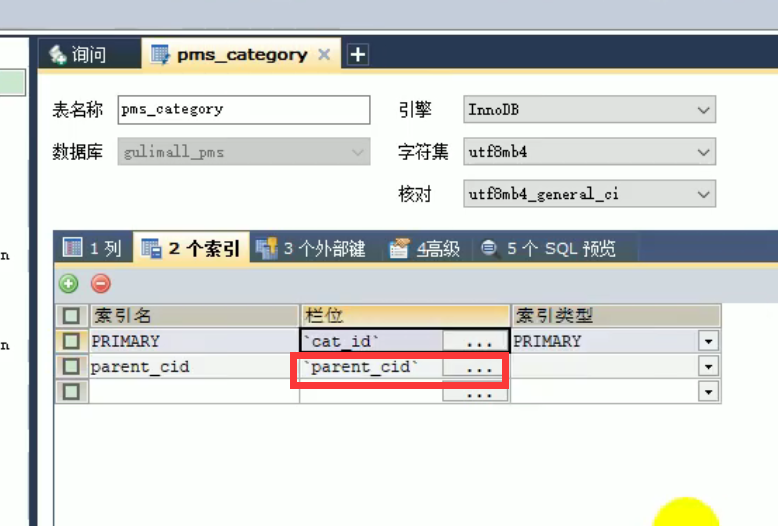 询问
pms_category
表名称 pms_category 引擎 InnoDB
数据库 gulimall_pms 字符集 utf8mb4
核对 utf8mb4_general_ci
1 列 2 个索引 3 个外部键 4高级 5 个 SQL 预览
n
索引名 栏位 索引类型
n
PRIMARY `cat_id` ... PRIMARY
parent_cid `parent_cid` ...
...